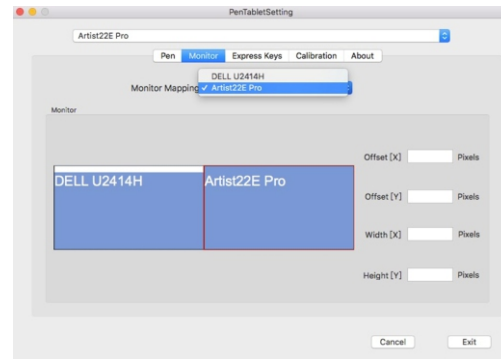 PenTabletSetting
Artist22E Pro
Pen Monitor Express Keys Calibration About
DELL U2414H
Monitor Mapping ✓ Artist22E Pro
Monitor
Offset [X] Pixels
DELL U2414H Artist22E Pro
Offset [Y] Pixels
Width [X] Pixels
Height [Y] Pixels
Cancel Exit